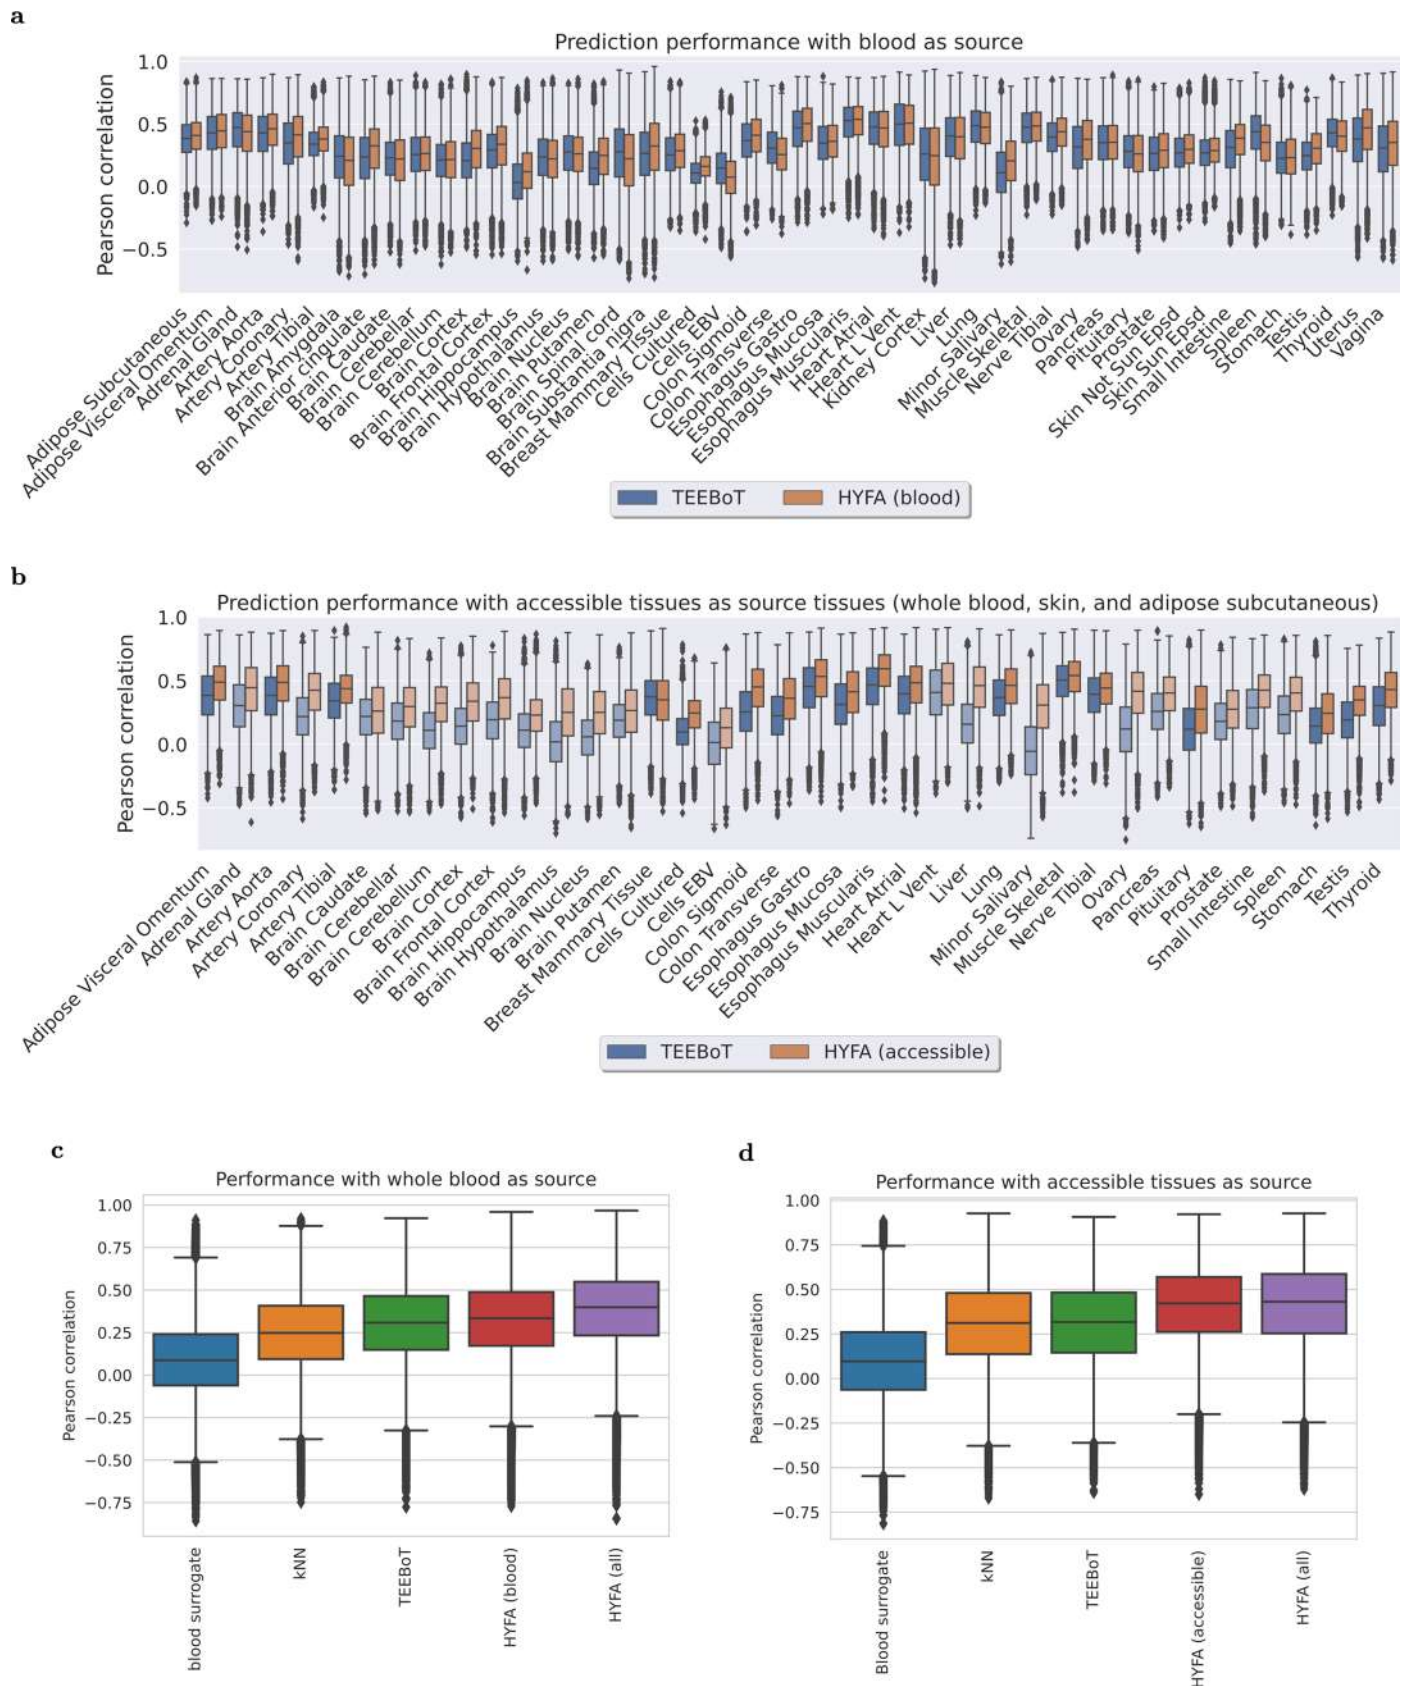 a
Prediction performance with blood as source
Pearson correlation
1.0
0.5
0.0
−0.5
Adipose Subcutaneous
Adipose Visceral Omentum
Adrenal Gland
Artery Aorta
Artery Coronary
Artery Tibial
Brain Amygdala
Brain Anterior cingulate
Brain Caudate
Brain Cerebellar
Brain Cerebellum
Brain Cortex
Brain Frontal Cortex
Brain Hippocampus
Brain Hypothalamus
Brain Nucleus
Brain Putamen
Brain Spinal cord
Brain Substantia nigra
Breast Mammary Tissue
Cells Cultured
Cells EBV
Colon Sigmoid
Colon Transverse
Esophagus Gastro
Esophagus Mucosa
Esophagus Muscularis
Heart Atrial
Heart L Vent
Kidney Cortex
Liver
Lung
Minor Salivary
Muscle Skeletal
Nerve Tibial
Ovary
Pancreas
Pituitary
Prostate
Skin Not Sun Epsd
Skin Sun Epsd
Small Intestine
Spleen
Stomach
Testis
Thyroid
Uterus
Vagina
TEEBoT HYFA (blood)
b
Prediction performance with accessible tissues as source tissues (whole blood, skin, and adipose subcutaneous)
Pearson correlation
1.0
0.5
0.0
−0.5
Adipose Visceral Omentum
Adrenal Gland
Artery Aorta
Artery Coronary
Artery Tibial
Brain Caudate
Brain Cerebellar
Brain Cerebellum
Brain Cortex
Brain Frontal Cortex
Brain Hippocampus
Brain Hypothalamus
Brain Nucleus
Brain Putamen
Breast Mammary Tissue
Cells Cultured
Cells EBV
Colon Sigmoid
Colon Transverse
Esophagus Gastro
Esophagus Mucosa
Esophagus Muscularis
Heart Atrial
Heart L Vent
Liver
Lung
Minor Salivary
Muscle Skeletal
Nerve Tibial
Ovary
Pancreas
Pituitary
Prostate
Small Intestine
Spleen
Stomach
Testis
Thyroid
TEEBoT HYFA (accessible)
c
Performance with whole blood as source
Pearson correlation
1.00
0.75
0.50
0.25
0.00
−0.25
−0.50
−0.75
blood surrogate
kNN
TEEBoT
HYFA (blood)
HYFA (all)
d
Performance with accessible tissues as source
Pearson correlation
1.00
0.75
0.50
0.25
0.00
−0.25
−0.50
−0.75
Blood surrogate
kNN
TEEBoT
HYFA (accessible)
HYFA (all)